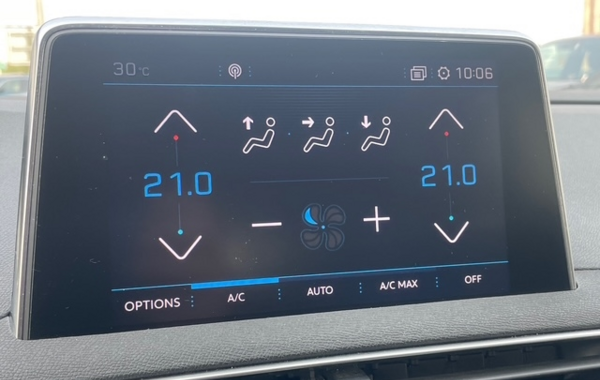 30°C 10:06
21.0 21.0
OPTIONS A/C AUTO A/C MAX OFF